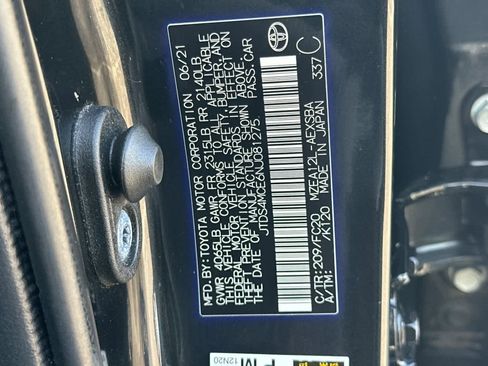 MFD.BY:TOYOTA MOTOR CORPORATION 06/21
GVWR 4065LB GAWR FR 2315LB RR 2140LB
THIS VEHICLE CONFORMS TO ALL APPLICABLE
FEDERAL MOTOR VEHICLE SAFETY, BUMPER, AND
THEFT PREVENTION STANDARDS IN EFFECT ON
THE DATE OF MANUFACTURE SHOWN ABOVE.
JTDS4MCE6NJ081275 PASS.CAR
C/TR:209/FC20 MZEA12L-AEXSBA
A/TM: /K120 MADE IN JAPAN 337 C
12N20